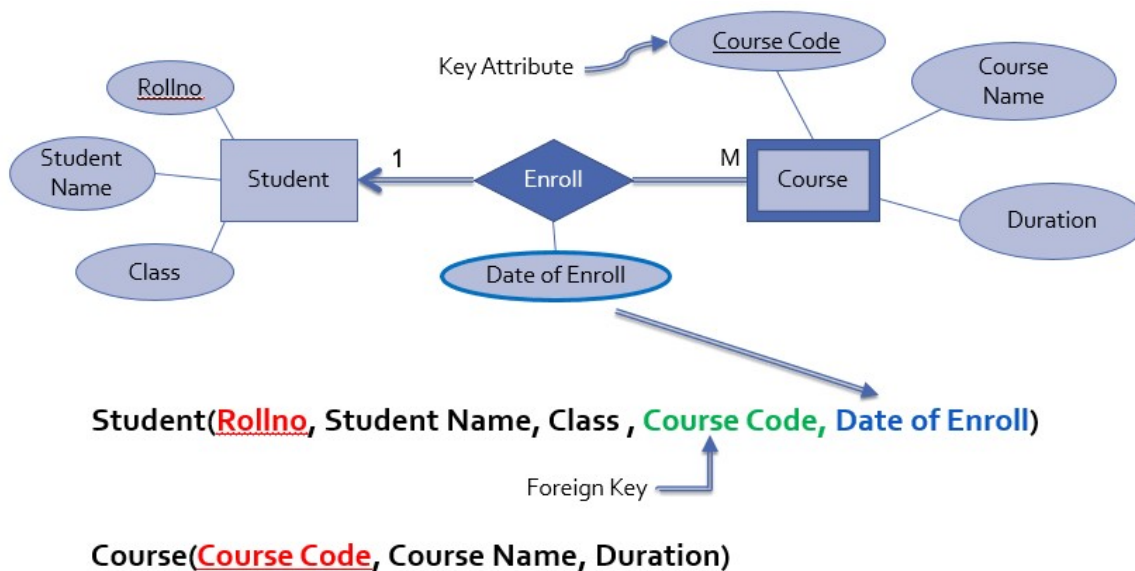 Course Code
Key Attribute
Course
Name
Rollno
Student
Name
Student
1
Enroll
M
Course
Duration
Class
Date of Enroll
Student(Rollno, Student Name, Class , Course Code, Date of Enroll)
Foreign Key
Course(Course Code, Course Name, Duration)